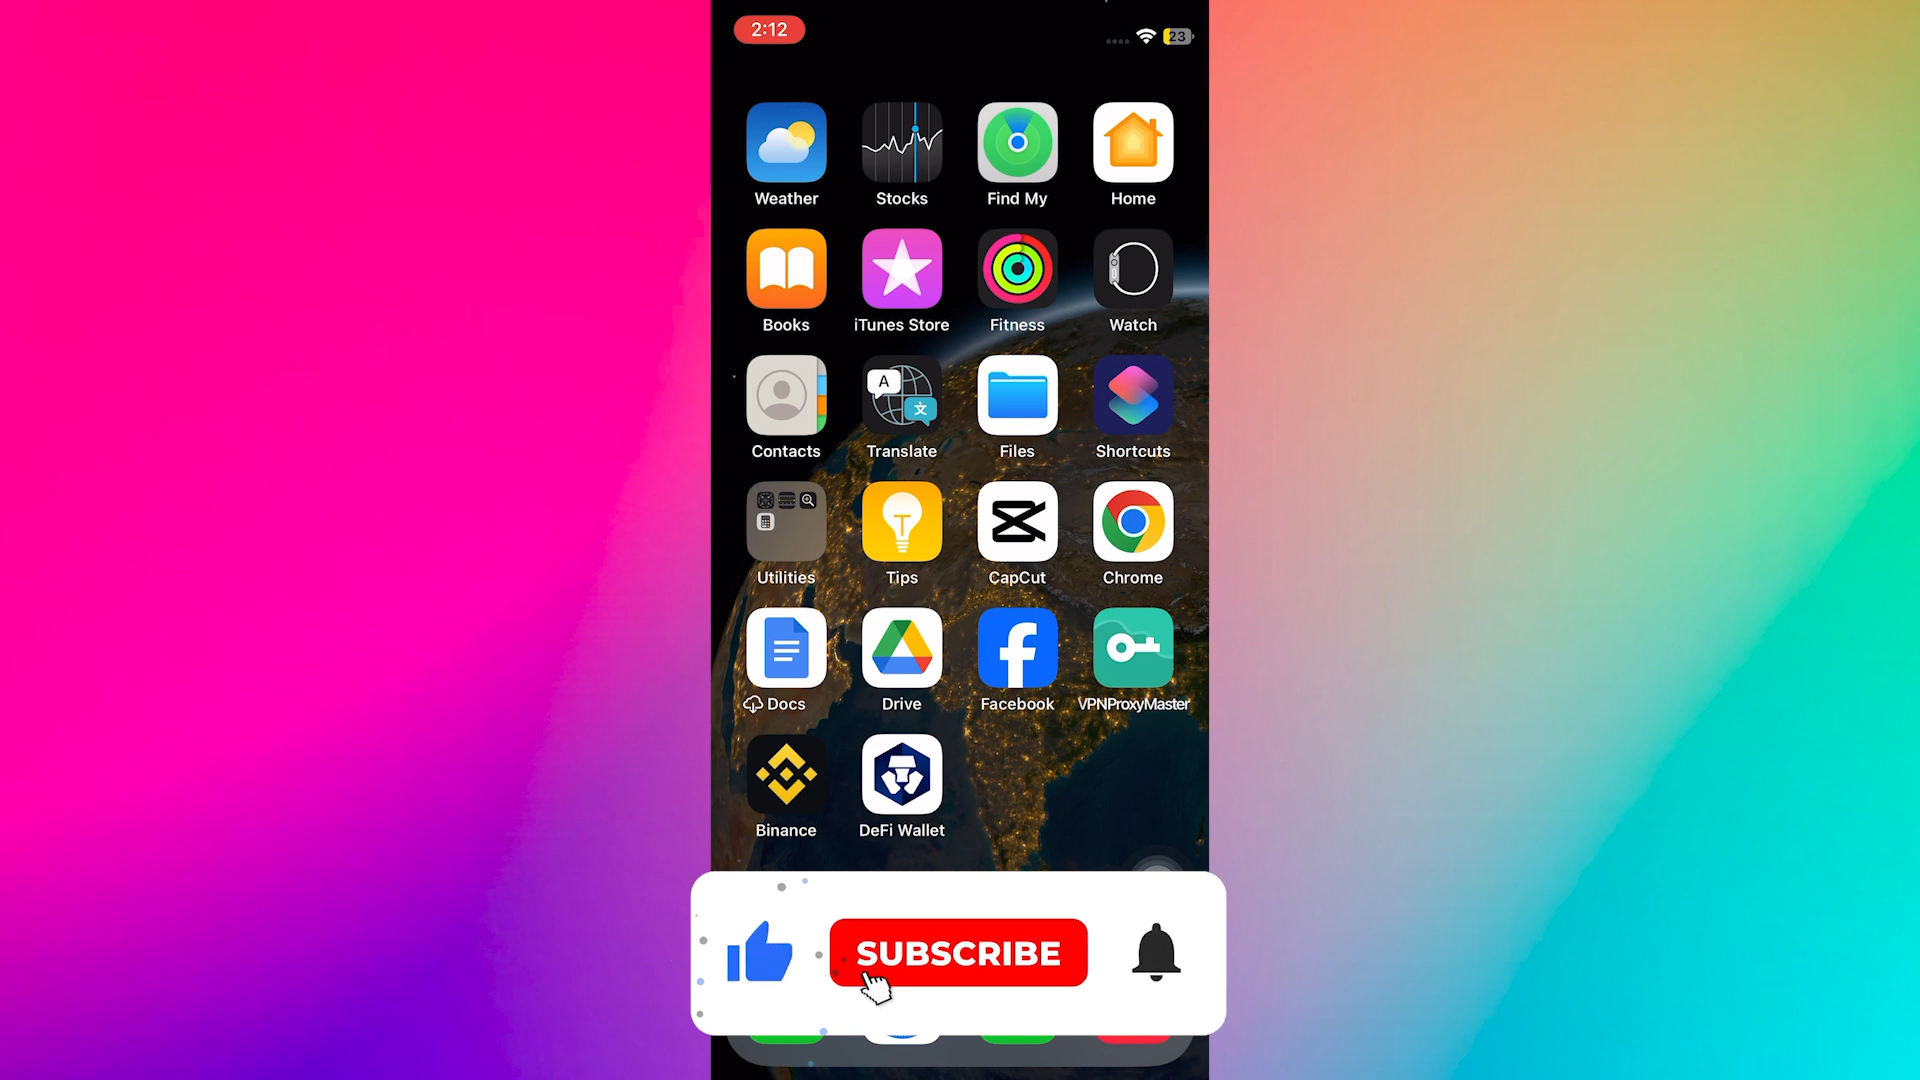 2:12
23
Weather Stocks Find My Home
Books iTunes Store Fitness Watch
A
文
Contacts Translate Files Shortcuts
Utilities Tips CapCut Chrome
Docs Drive Facebook VPNProxyMaster
Binance DeFi Wallet
SUBSCRIBE